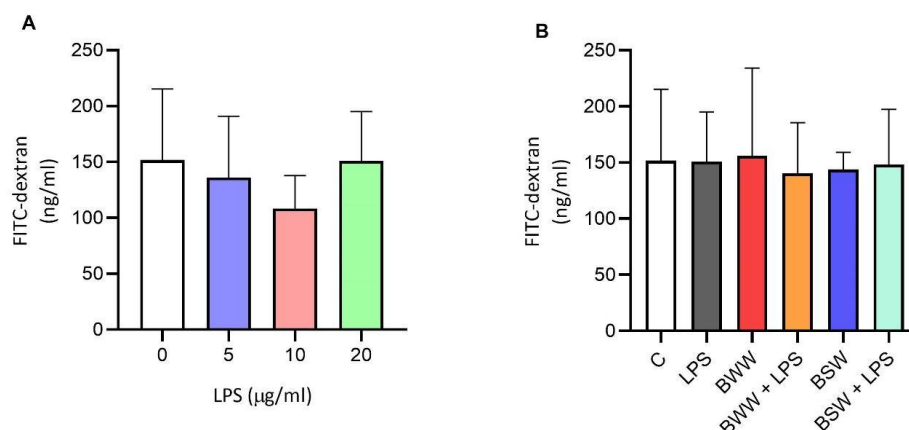 A
FITC-dextran
(ng/ml)
250
200
150
100
50
0
0 5 10 20
LPS (µg/ml)
B
FITC-dextran
(ng/ml)
250
200
150
100
50
0
C
LPS
BWW
BWW + LPS
BSW
BSW + LPS